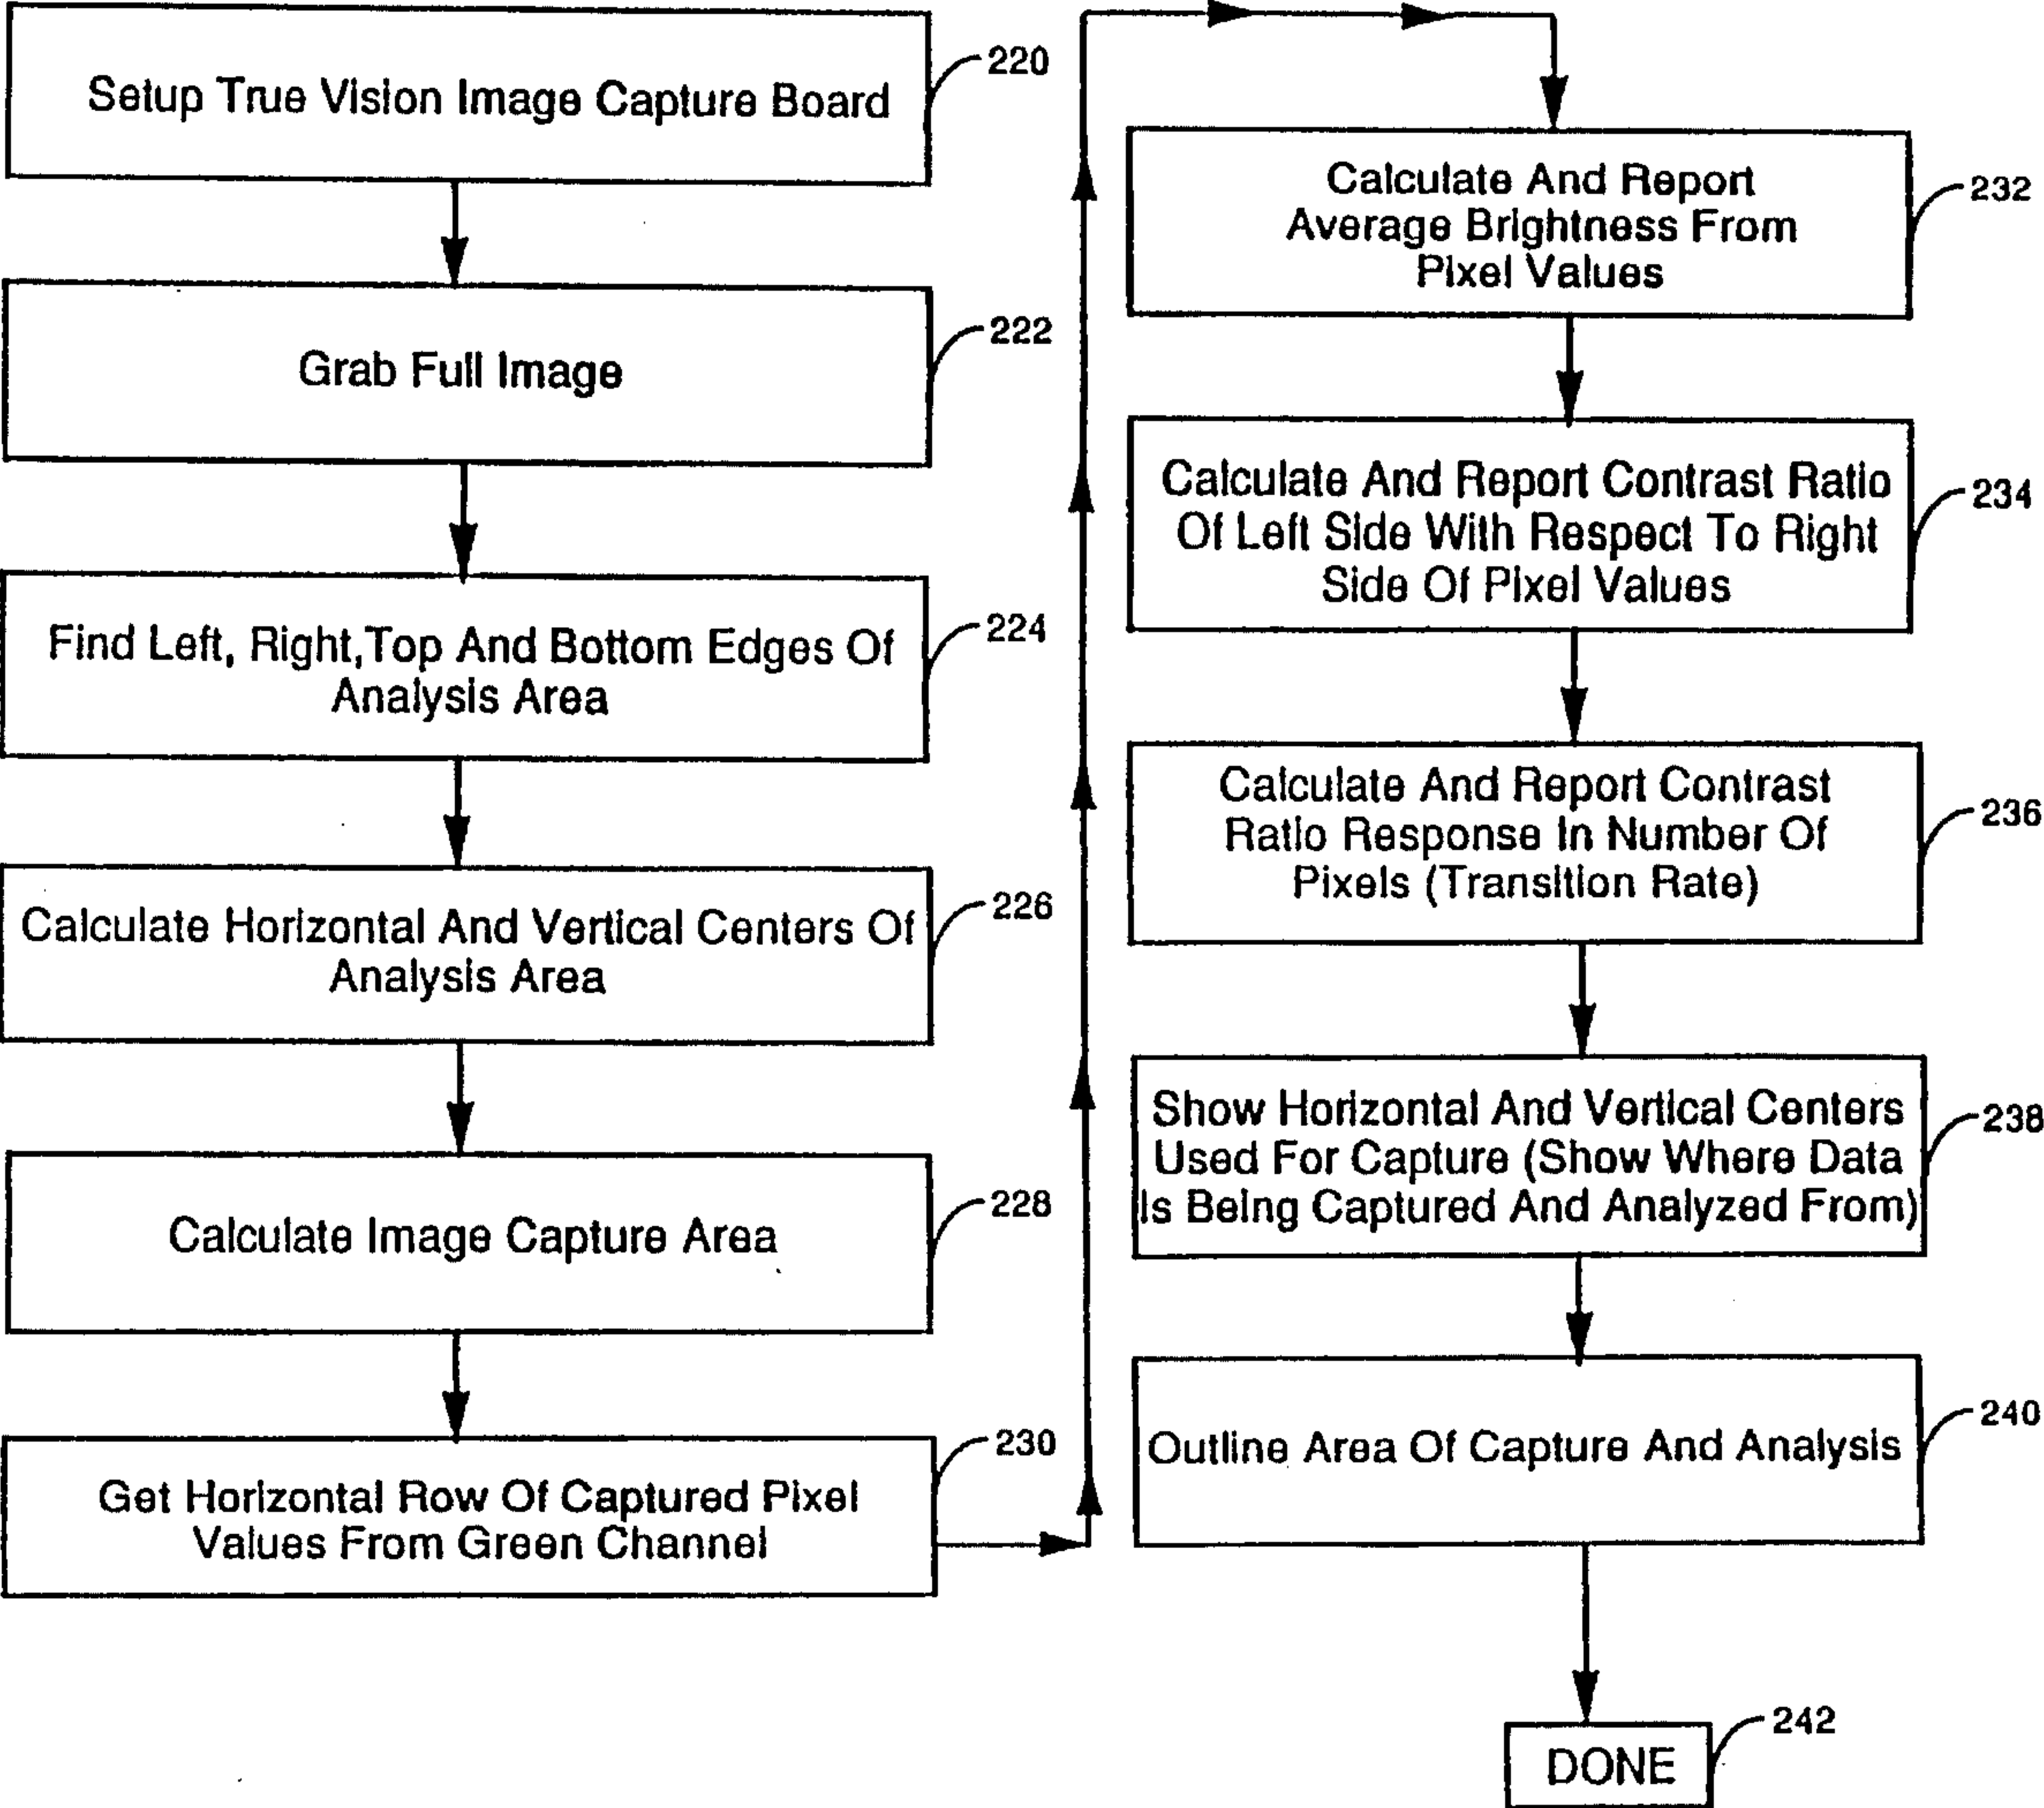 Setup True Vision Image Capture Board
220
Grab Full Image
222
Find Left, Right,Top And Bottom Edges Of
Analysis Area
224
Calculate Horizontal And Vertical Centers Of
Analysis Area
226
Calculate Image Capture Area
228
Get Horizontal Row Of Captured Pixel
Values From Green Channel
230
Calculate And Report
Average Brightness From
Pixel Values
232
Calculate And Report Contrast Ratio
Of Left Side With Respect To Right
Side Of Pixel Values
234
Calculate And Report Contrast
Ratio Response In Number Of
Pixels (Transition Rate)
236
Show Horizontal And Vertical Centers
Used For Capture (Show Where Data
Is Being Captured And Analyzed From)
238
Outline Area Of Capture And Analysis
240
DONE
242